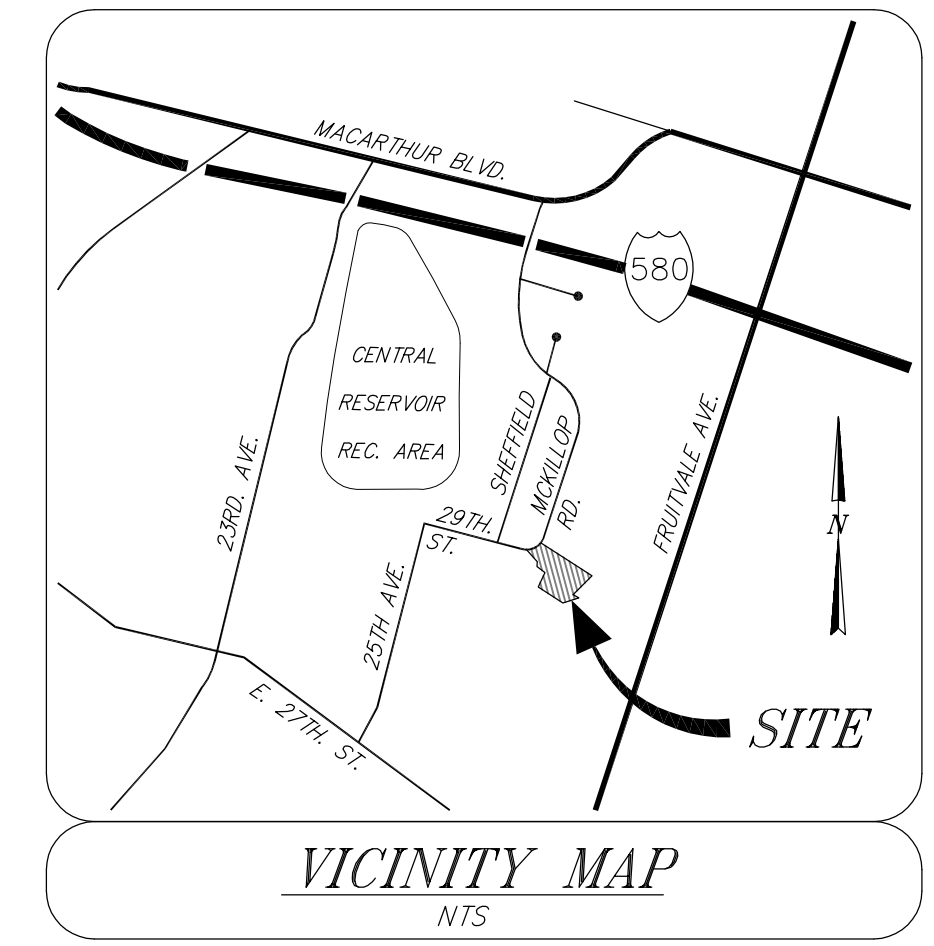 MACARTHUR BLVD.
580
CENTRAL
RESERVOIR
REC. AREA
SHEFFIELD
MCKILLOP
RD.
FRUITVALE AVE.
23RD. AVE.
29TH.
ST.
N
25TH AVE.
E. 27TH. ST.
SITE
VICINITY MAP
NTS